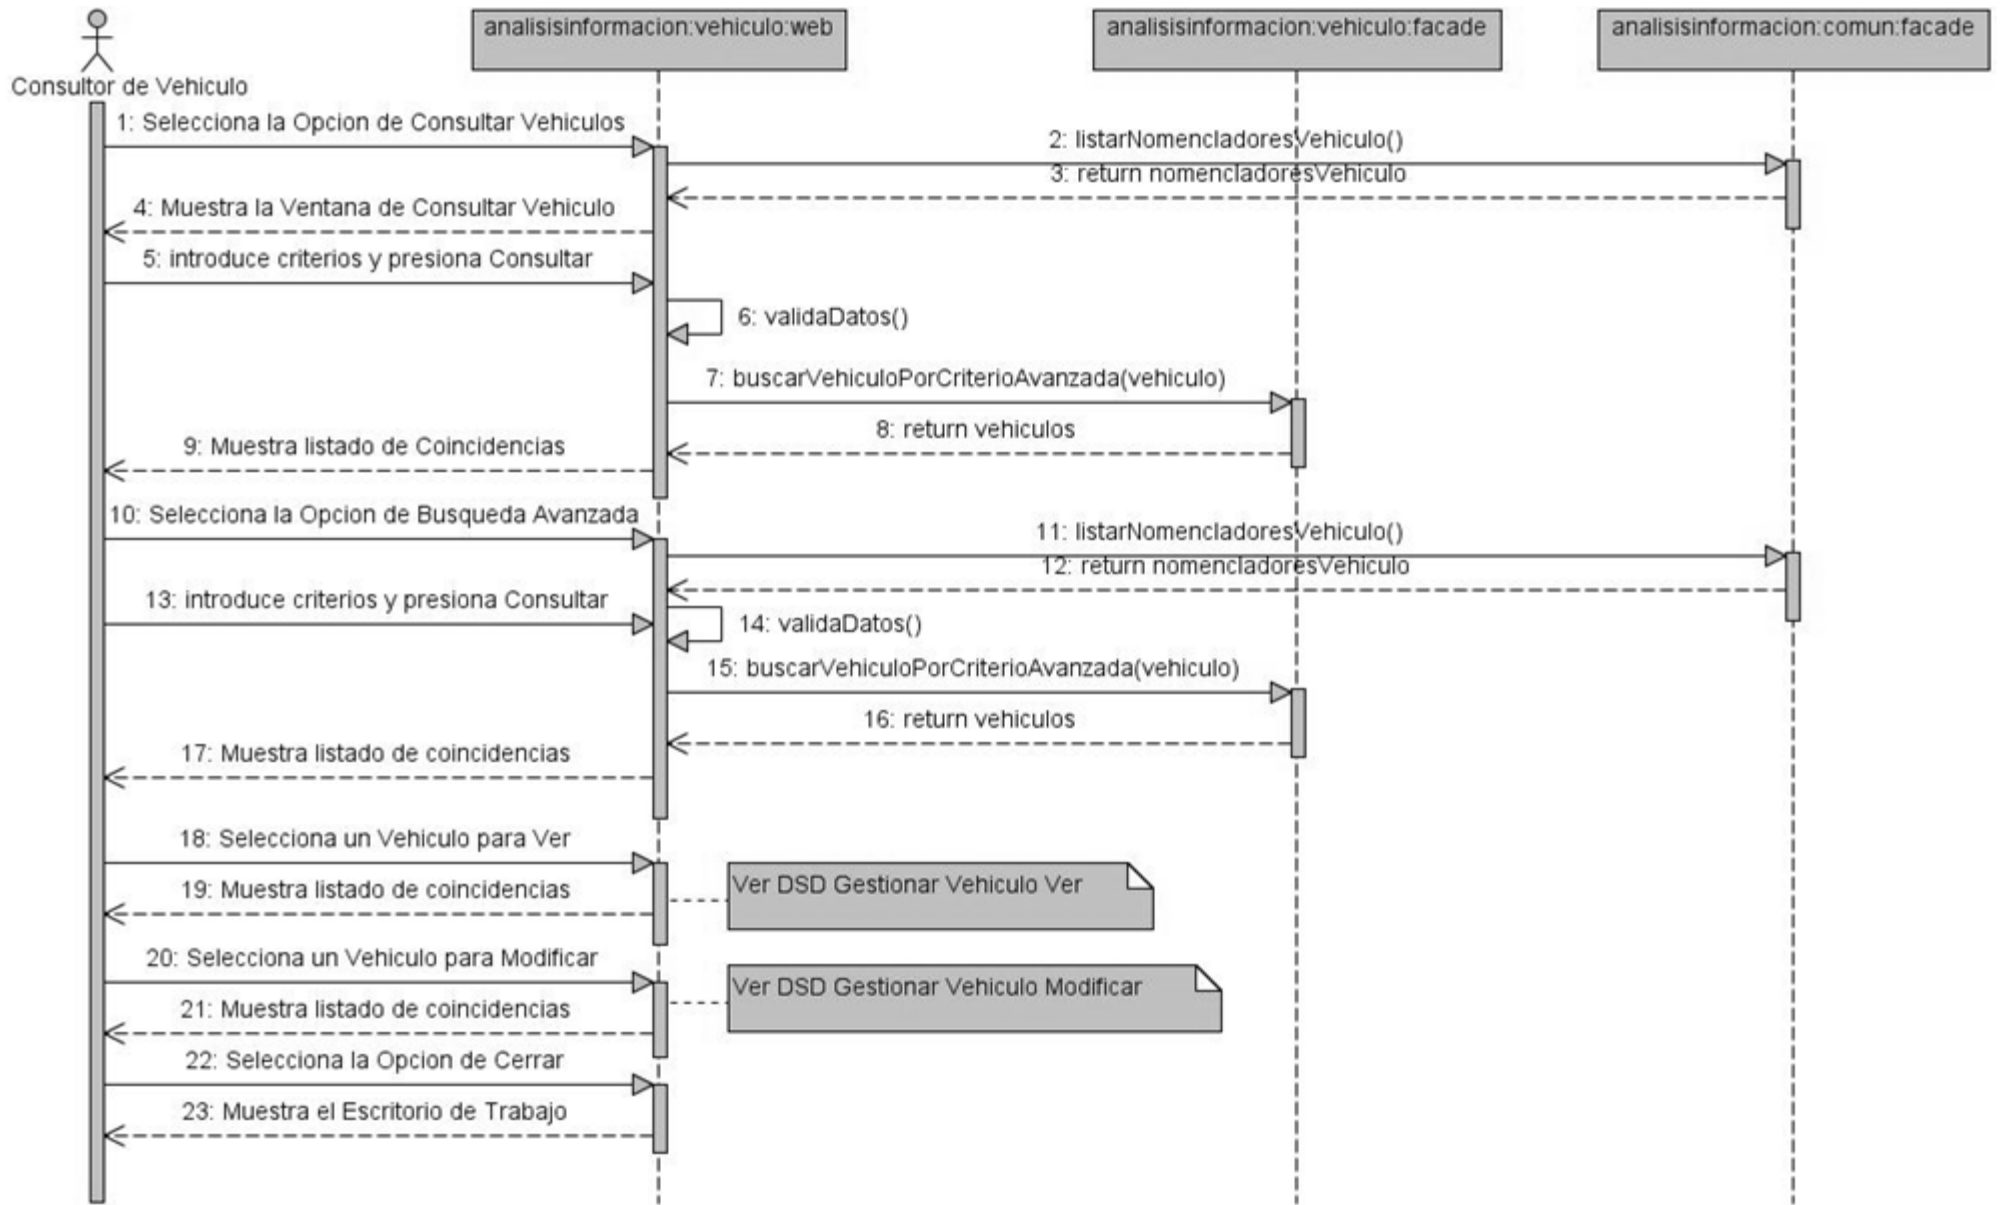 analisisinformacion:vehiculo:web
analisisinformacion:vehiculo:facade
analisisinformacion:comun:facade
Consultor de Vehiculo
1: Selecciona la Opcion de Consultar Vehiculos
2: listarNomencladoresVehiculo()
3: return nomencladoresVehiculo
4: Muestra la Ventana de Consultar Vehiculo
5: introduce criterios y presiona Consultar
6: validaDatos()
7: buscarVehiculoPorCriterioAvanzada(vehiculo)
8: return vehiculos
9: Muestra listado de Coincidencias
10: Selecciona la Opcion de Busqueda Avanzada
11: listarNomencladoresVehiculo()
12: return nomencladoresVehiculo
13: introduce criterios y presiona Consultar
14: validaDatos()
15: buscarVehiculoPorCriterioAvanzada(vehiculo)
16: return vehiculos
17: Muestra listado de coincidencias
18: Selecciona un Vehiculo para Ver
Ver DSD Gestionar Vehiculo Ver
19: Muestra listado de coincidencias
20: Selecciona un Vehiculo para Modificar
Ver DSD Gestionar Vehiculo Modificar
21: Muestra listado de coincidencias
22: Selecciona la Opcion de Cerrar
23: Muestra el Escritorio de Trabajo